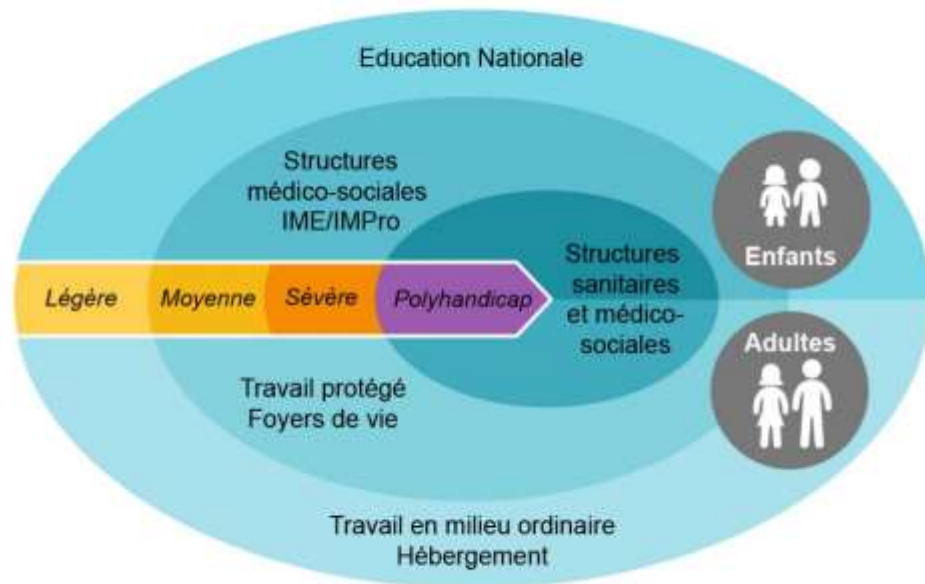 Education Nationale
Structures
médico-sociales
IME/IMPro
Enfants
Légère
Moyenne
Sévère
Polyhandicap
Structures
sanitaires
et médico-
sociales
Adultes
Travail protégé
Foyers de vie
Travail en milieu ordinaire
Hébergement